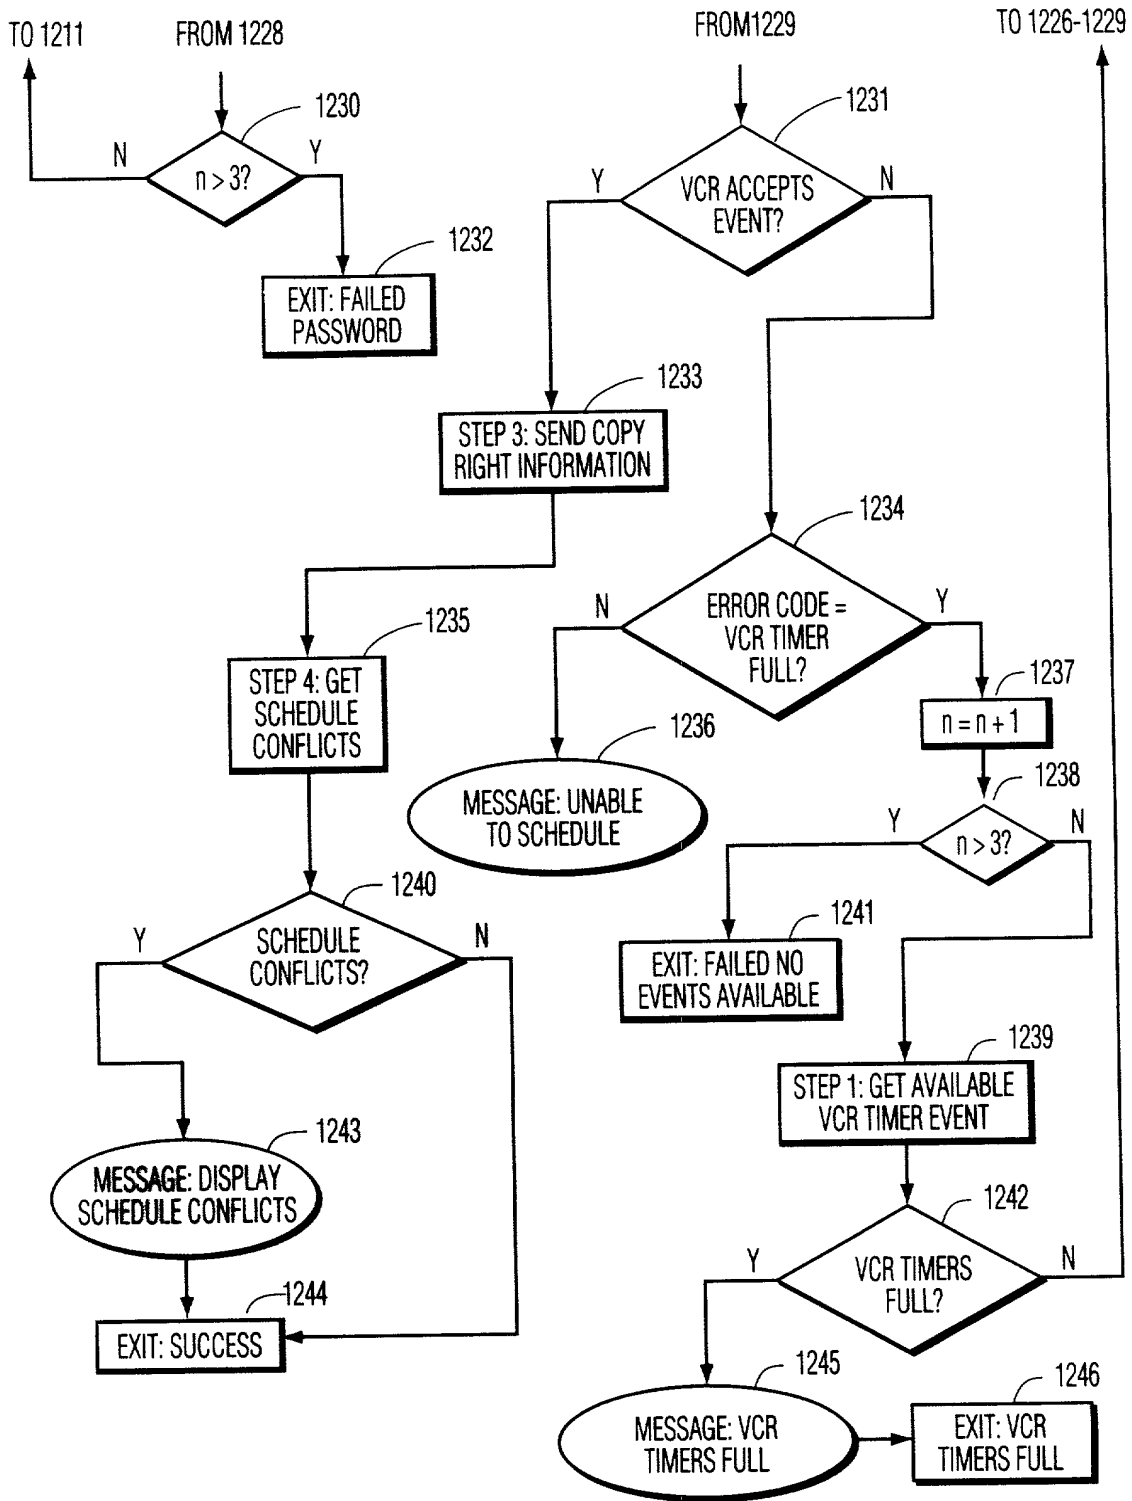 TO 1211
FROM 1228
FROM1229
TO 1226-1229
1230
N
n > 3?
Y
1231
Y
VCR ACCEPTS
EVENT?
N
1232
EXIT: FAILED
PASSWORD
1233
STEP 3: SEND COPY
RIGHT INFORMATION
1234
N
ERROR CODE =
VCR TIMER
FULL?
Y
1235
STEP 4: GET
SCHEDULE
CONFLICTS
1236
MESSAGE: UNABLE
TO SCHEDULE
1237
n = n + 1
1238
Y
n > 3?
N
1240
Y
SCHEDULE
CONFLICTS?
N
1241
EXIT: FAILED NO
EVENTS AVAILABLE
1239
STEP 1: GET AVAILABLE
VCR TIMER EVENT
1243
MESSAGE: DISPLAY
SCHEDULE CONFLICTS
1242
Y
VCR TIMERS
FULL?
N
1244
EXIT: SUCCESS
1245
MESSAGE: VCR
TIMERS FULL
1246
EXIT: VCR
TIMERS FULL